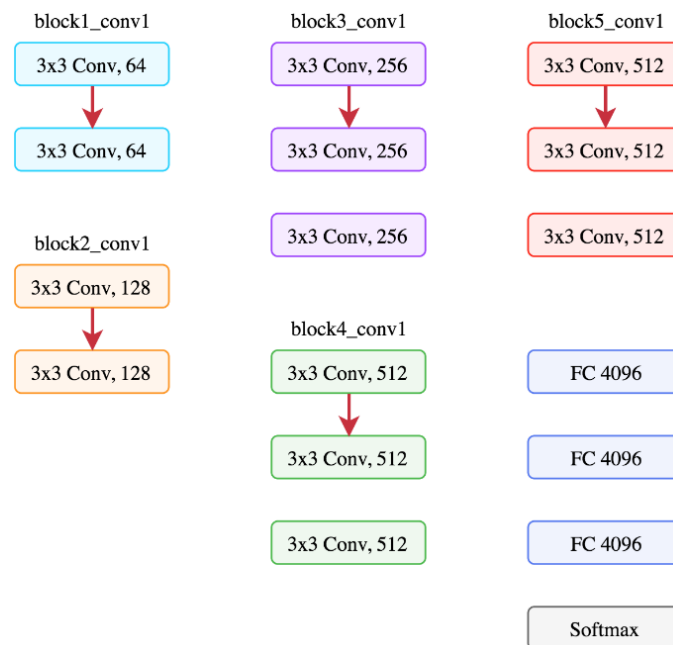 block1_conv1
3x3 Conv, 64
3x3 Conv, 64
block2_conv1
3x3 Conv, 128
3x3 Conv, 128
block3_conv1
3x3 Conv, 256
3x3 Conv, 256
3x3 Conv, 256
block4_conv1
3x3 Conv, 512
3x3 Conv, 512
3x3 Conv, 512
block5_conv1
3x3 Conv, 512
3x3 Conv, 512
3x3 Conv, 512
FC 4096
FC 4096
FC 4096
Softmax